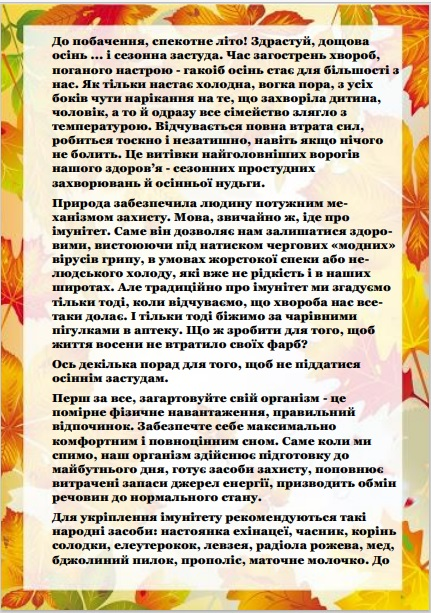 До побачення, спекотне літо! Здрастуй, дощова
осінь ... і сезонна застуда. Час загострень хвороб,
поганого настрою - гакоіб осінь стає для більшості з
нас. Як тільки настає холодна, вогка пора, з усіх
боків чути нарікання на те, що захворіла дитина,
чоловік, а то й одразу все сімейство злягло з
температурою. Відчувається повна втрата сил,
робиться тоскно і незатишно, навіть якщо нічого
не болить. Це витівки найголовніших ворогів
нашого здоров’я - сезонних простудних
захворювань й осінньої нудьги.
Природа забезпечила людину потужним ме-
ханізмом захисту. Мова, звичайно ж, іде про
імунітет. Саме він дозволяє нам залишатися здоро-
вими, вистоюючи під натиском чергових «модних»
вірусів грипу, в умовах жорстокої спеки або не-
людського холоду, які вже не рідкість і в наших
широтах. Але традиційно про імунітет ми згадуємо
тільки тоді, коли відчуваємо, що хвороба нас все-
таки долає. І тільки тоді біжимо за чарівними
пігулками в аптеку. Що ж зробити для того, щоб
життя восени не втратило своїх фарб?
Ось декілька порад для того, щоб не піддатися
осіннім застудам.
Перш за все, загартовуйте свій організм - це
помірне фізичне навантаження, правильний
відпочинок. Забезпечте себе максимально
комфортним і повноцінним сном. Саме коли ми
спимо, наш організм здійснює підготовку до
майбутнього дня, готує засоби захисту, поповнює
витрачені запаси джерел енергії, призводить обмін
речовин до нормального стану.
Для укріплення імунітету рекомендуються такі
народні засоби: настоянка ехінацеї, часник, корінь
солодки, елеутерокок, левзея, радіола рожева, мед,
бджолиний пилок, прополіс, маточне молочко. До